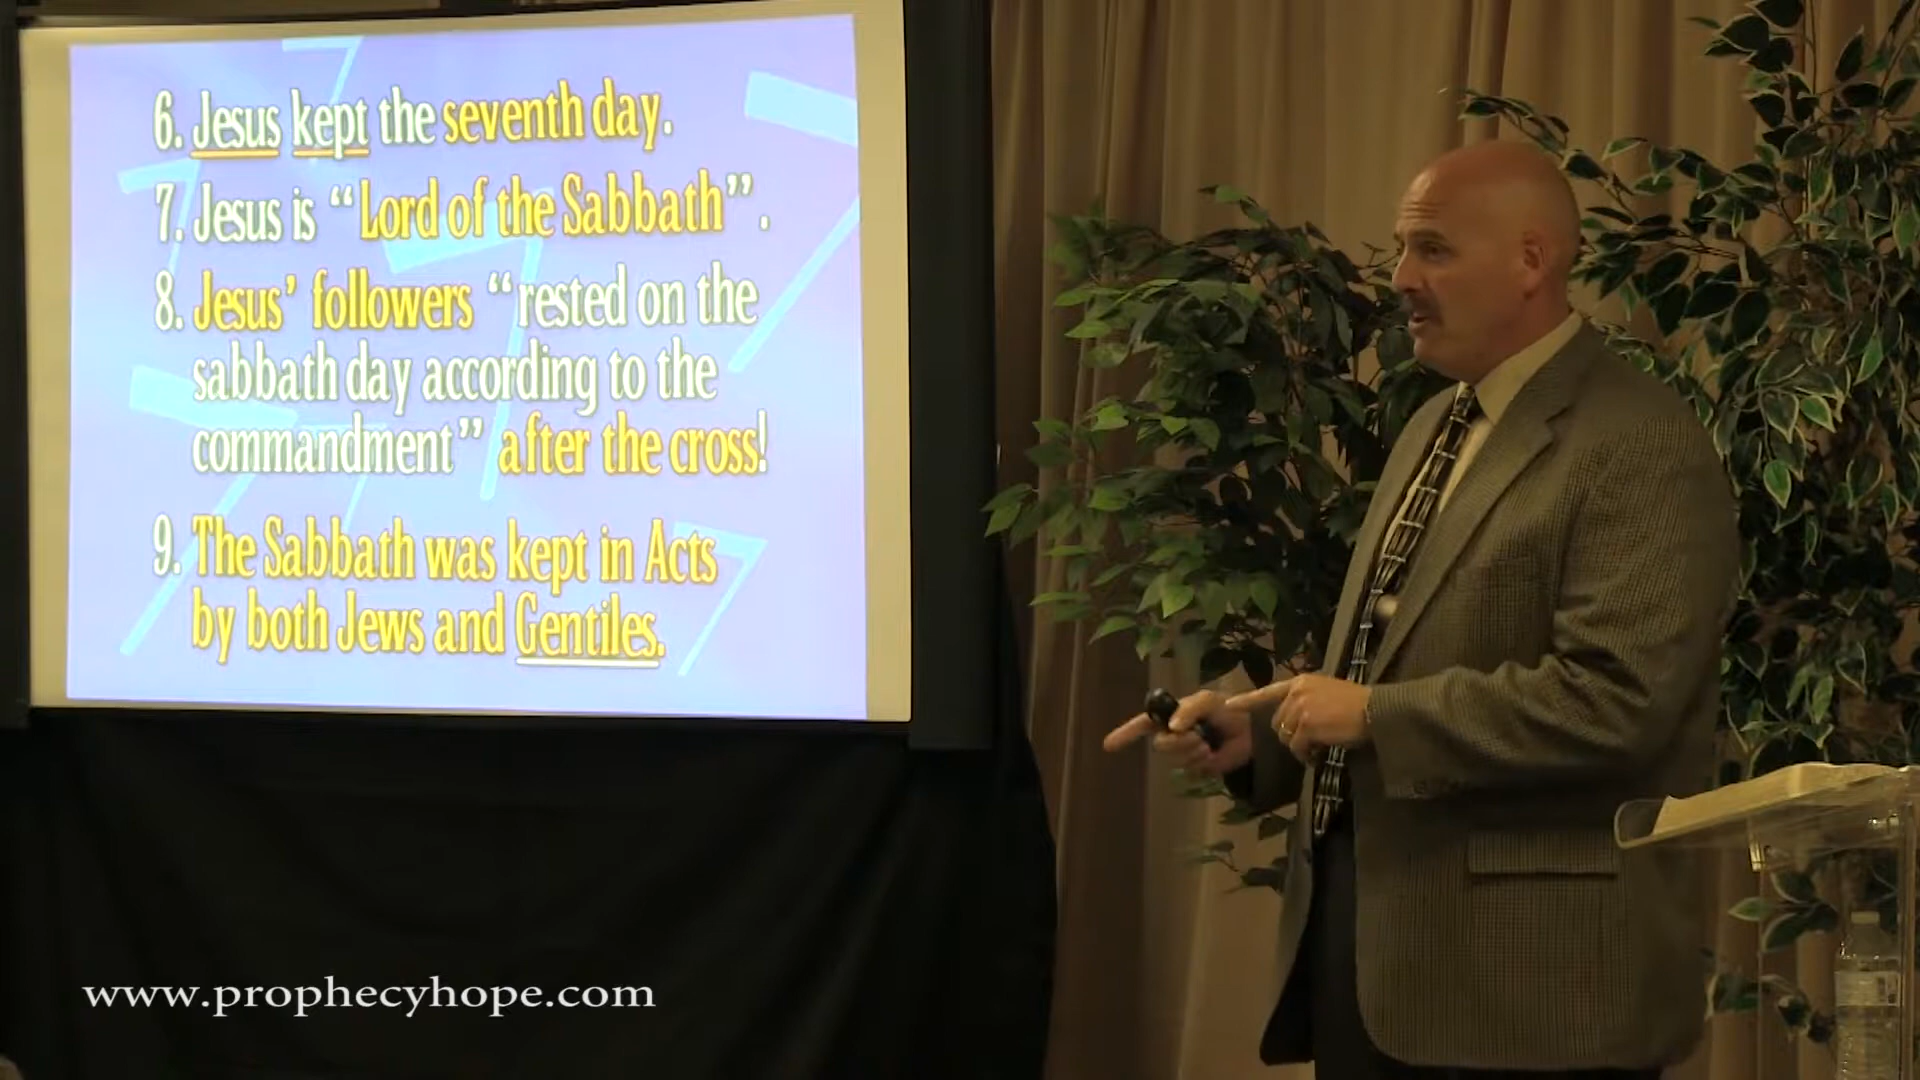 6. Jesus kept the seventh day.
7. Jesus is “Lord of the Sabbath”.
8. Jesus’ followers “rested on the
sabbath day according to the
commandment” after the cross!
9. The Sabbath was kept in Acts
by both Jews and Gentiles.
www.prophecyhope.com